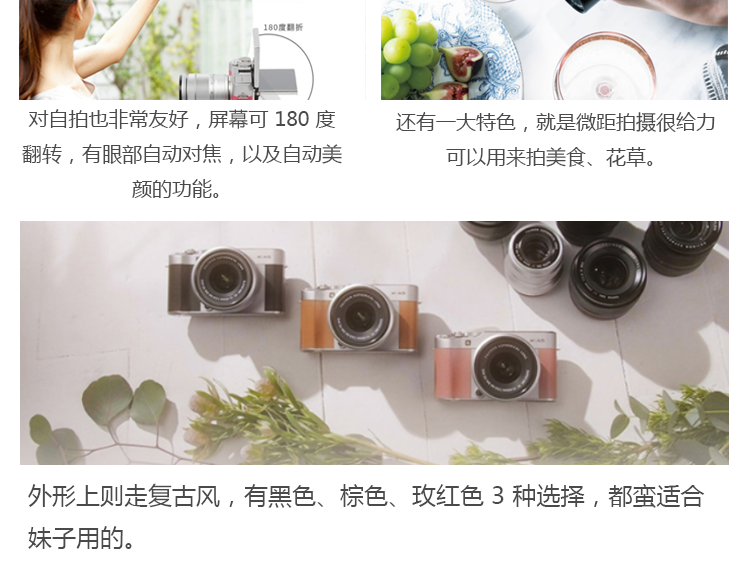 180度翻折
对自拍也非常友好，屏幕可 180 度
翻转，有眼部自动对焦，以及自动美
颜的功能。
还有一大特色，就是微距拍摄很给力
可以用来拍美食、花草。
外形上则走复古风，有黑色、棕色、玫红色 3 种选择，都蛮适合
妹子用的。